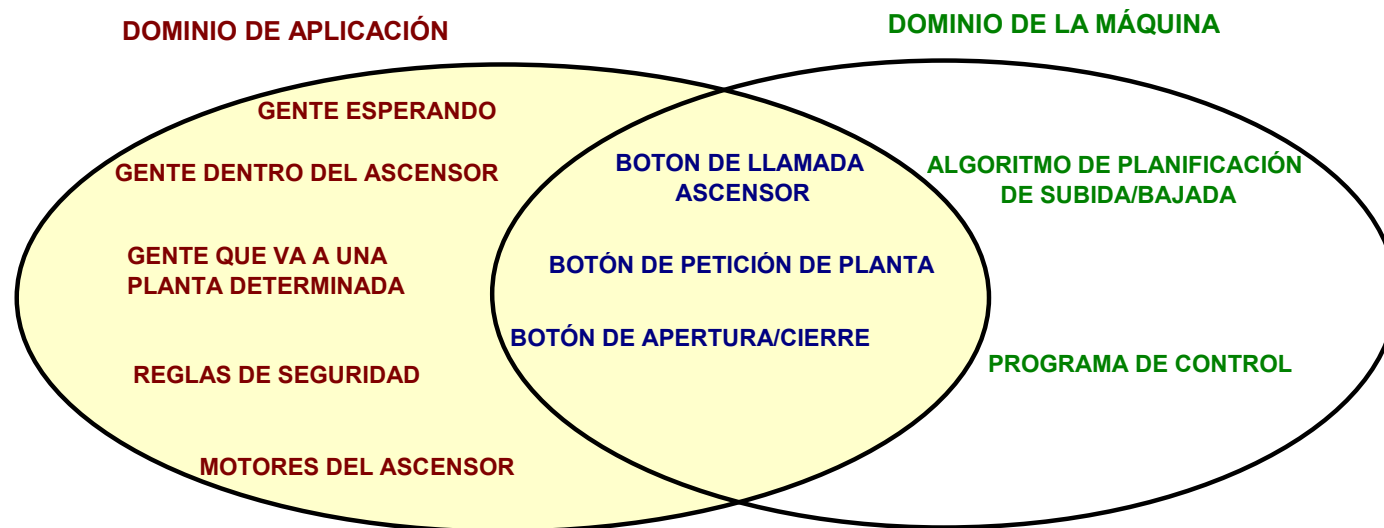 DOMINIO DE APLICACIÓN
DOMINIO DE LA MÁQUINA
GENTE ESPERANDO
GENTE DENTRO DEL ASCENSOR
GENTE QUE VA A UNA
PLANTA DETERMINADA
REGLAS DE SEGURIDAD
MOTORES DEL ASCENSOR
BOTON DE LLAMADA
ASCENSOR
BOTÓN DE PETICIÓN DE PLANTA
BOTÓN DE APERTURA/CIERRE
ALGORITMO DE PLANIFICACIÓN
DE SUBIDA/BAJADA
PROGRAMA DE CONTROL